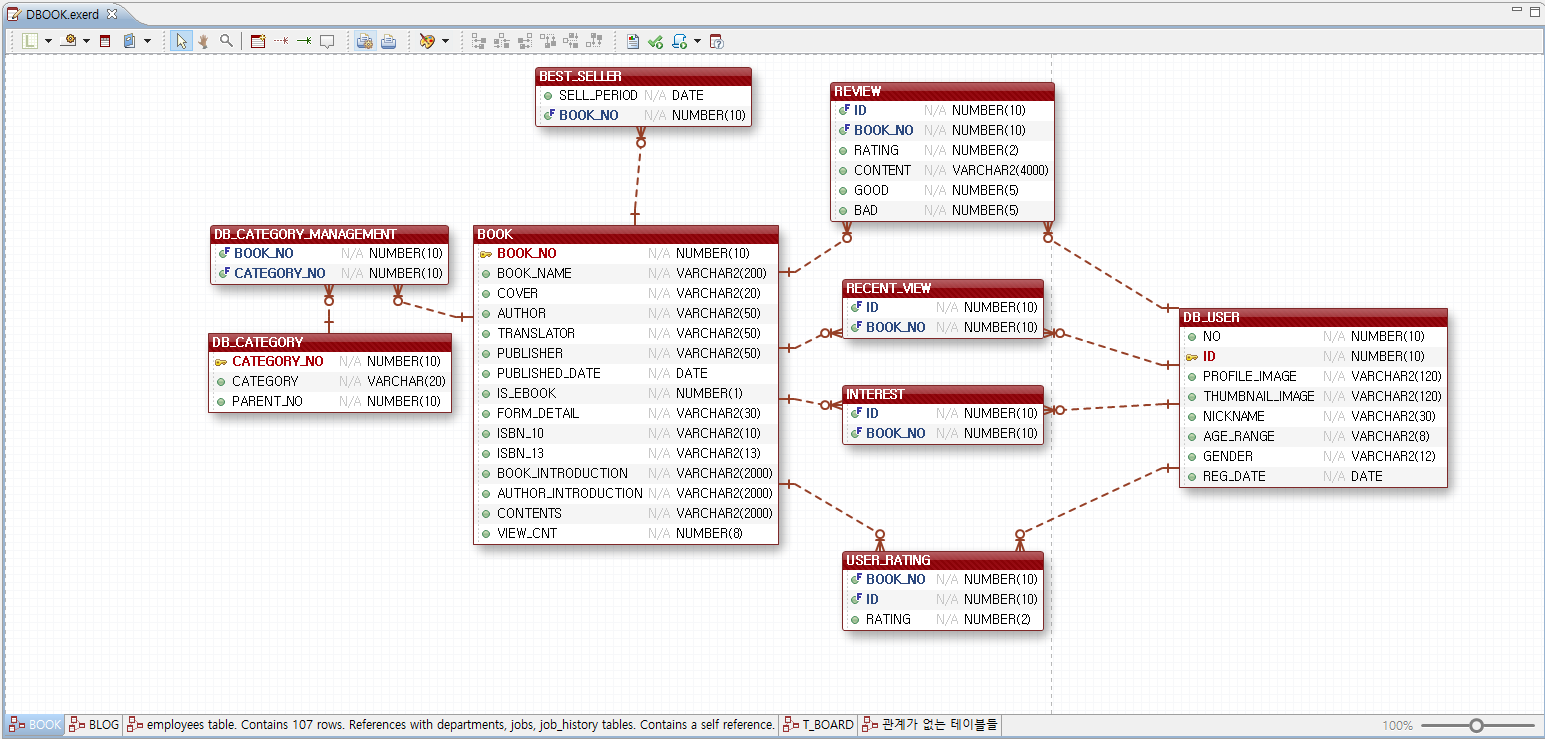 DBOOK.exerd
BEST_SELLER
SELL_PERIOD N/A DATE
BOOK_NO N/A NUMBER(10)
REVIEW
ID N/A NUMBER(10)
BOOK_NO N/A NUMBER(10)
RATING N/A NUMBER(2)
CONTENT N/A VARCHAR2(4000)
GOOD N/A NUMBER(5)
BAD N/A NUMBER(5)
DB_CATEGORY_MANAGEMENT
BOOK_NO N/A NUMBER(10)
CATEGORY_NO N/A NUMBER(10)
DB_CATEGORY
CATEGORY_NO N/A NUMBER(10)
CATEGORY N/A VARCHAR(20)
PARENT_NO N/A NUMBER(10)
BOOK
BOOK_NO N/A NUMBER(10)
BOOK_NAME N/A VARCHAR2(200)
COVER N/A VARCHAR2(20)
AUTHOR N/A VARCHAR2(50)
TRANSLATOR N/A VARCHAR2(50)
PUBLISHER N/A VARCHAR2(50)
PUBLISHED_DATE N/A DATE
IS_EBOOK N/A NUMBER(1)
FORM_DETAIL N/A VARCHAR2(30)
ISBN_10 N/A VARCHAR2(10)
ISBN_13 N/A VARCHAR2(13)
BOOK_INTRODUCTION N/A VARCHAR2(2000)
AUTHOR_INTRODUCTION N/A VARCHAR2(2000)
CONTENTS N/A VARCHAR2(2000)
VIEW_CNT N/A NUMBER(8)
RECENT_VIEW
ID N/A NUMBER(10)
BOOK_NO N/A NUMBER(10)
INTEREST
ID N/A NUMBER(10)
BOOK_NO N/A NUMBER(10)
USER_RATING
BOOK_NO N/A NUMBER(10)
ID N/A NUMBER(10)
RATING N/A NUMBER(2)
DB_USER
NO N/A NUMBER(10)
ID N/A NUMBER(10)
PROFILE_IMAGE N/A VARCHAR2(120)
THUMBNAIL_IMAGE N/A VARCHAR2(120)
NICKNAME N/A VARCHAR2(30)
AGE_RANGE N/A VARCHAR2(8)
GENDER N/A VARCHAR2(12)
REG_DATE N/A DATE
BOOK BLOG employees table. Contains 107 rows. References with departments, jobs, job_history tables. Contains a self reference. T_BOARD 관계가 없는 테이블들 100%